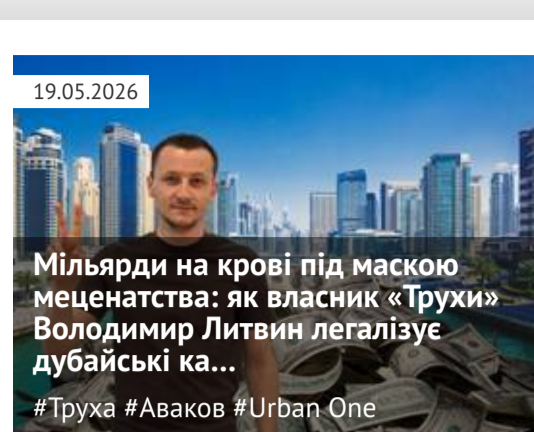 19.05.2026
Мільярди на крові під маскою
меценатства: як власник «Трухи»
Володимир Литвин легалізує
дубайські ка...
#Труха #Аваков #Urban One